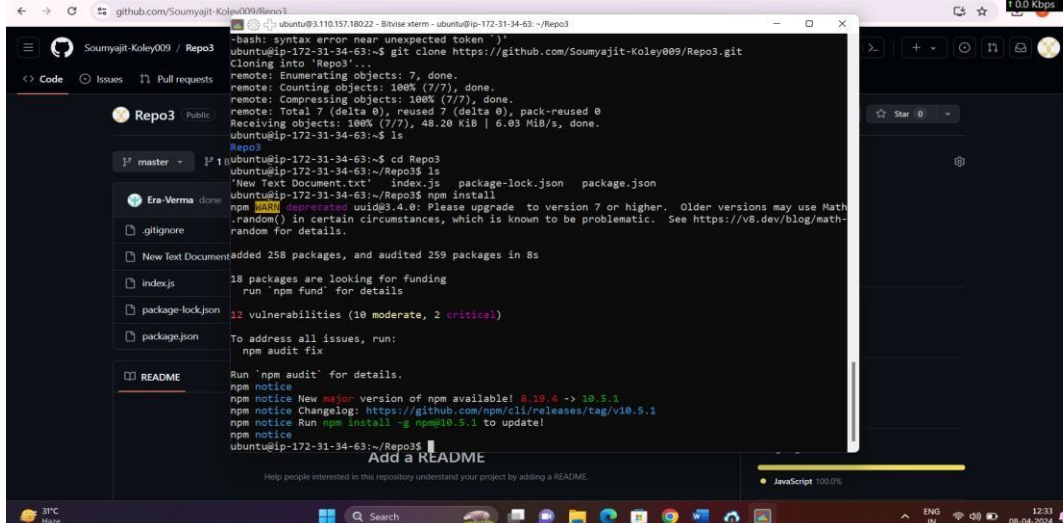 github.com/Soumyajit-Koley009/Repo3
↑ 0.0 Kbps
ubuntu@3.110.157.180:22 - Bitvise xterm - ubuntu@ip-172-31-34-63: ~/Repo3
Soumyajit-Koley009 / Repo3
Code Issues Pull requests
Repo3 Public
Star 0
master
1 B
Era-Verma done
.gitignore
New Text Document
index.js
package-lock.json
package.json
README
-bash: syntax error near unexpected token `)'
ubuntu@ip-172-31-34-63:~$ git clone https://github.com/Soumyajit-Koley009/Repo3.git
Cloning into 'Repo3'...
remote: Enumerating objects: 7, done.
remote: Counting objects: 100% (7/7), done.
remote: Compressing objects: 100% (7/7), done.
remote: Total 7 (delta 0), reused 7 (delta 0), pack-reused 0
Receiving objects: 100% (7/7), 48.20 KiB | 6.03 MiB/s, done.
ubuntu@ip-172-31-34-63:~$ ls
Repo3
ubuntu@ip-172-31-34-63:~$ cd Repo3
ubuntu@ip-172-31-34-63:~/Repo3$ ls
'New Text Document.txt' index.js package-lock.json package.json
ubuntu@ip-172-31-34-63:~/Repo3$ npm install
npm WARN deprecated uuid@3.4.0: Please upgrade to version 7 or higher. Older versions may use Math
.random() in certain circumstances, which is known to be problematic. See https://v8.dev/blog/math-
random for details.
added 258 packages, and audited 259 packages in 8s
18 packages are looking for funding
run `npm fund` for details
12 vulnerabilities (10 moderate, 2 critical)
To address all issues, run:
npm audit fix
Run `npm audit` for details.
npm notice
npm notice New major version of npm available! 8.19.4 -> 10.5.1
npm notice Changelog: https://github.com/npm/cli/releases/tag/v10.5.1
npm notice Run npm install -g npm@10.5.1 to update!
npm notice
ubuntu@ip-172-31-34-63:~/Repo3$
Add a README
Help people interested in this repository understand your project by adding a README.
JavaScript 100.0%
31°C
Haze
Search
ENG
IN
12:33
08-04-2024